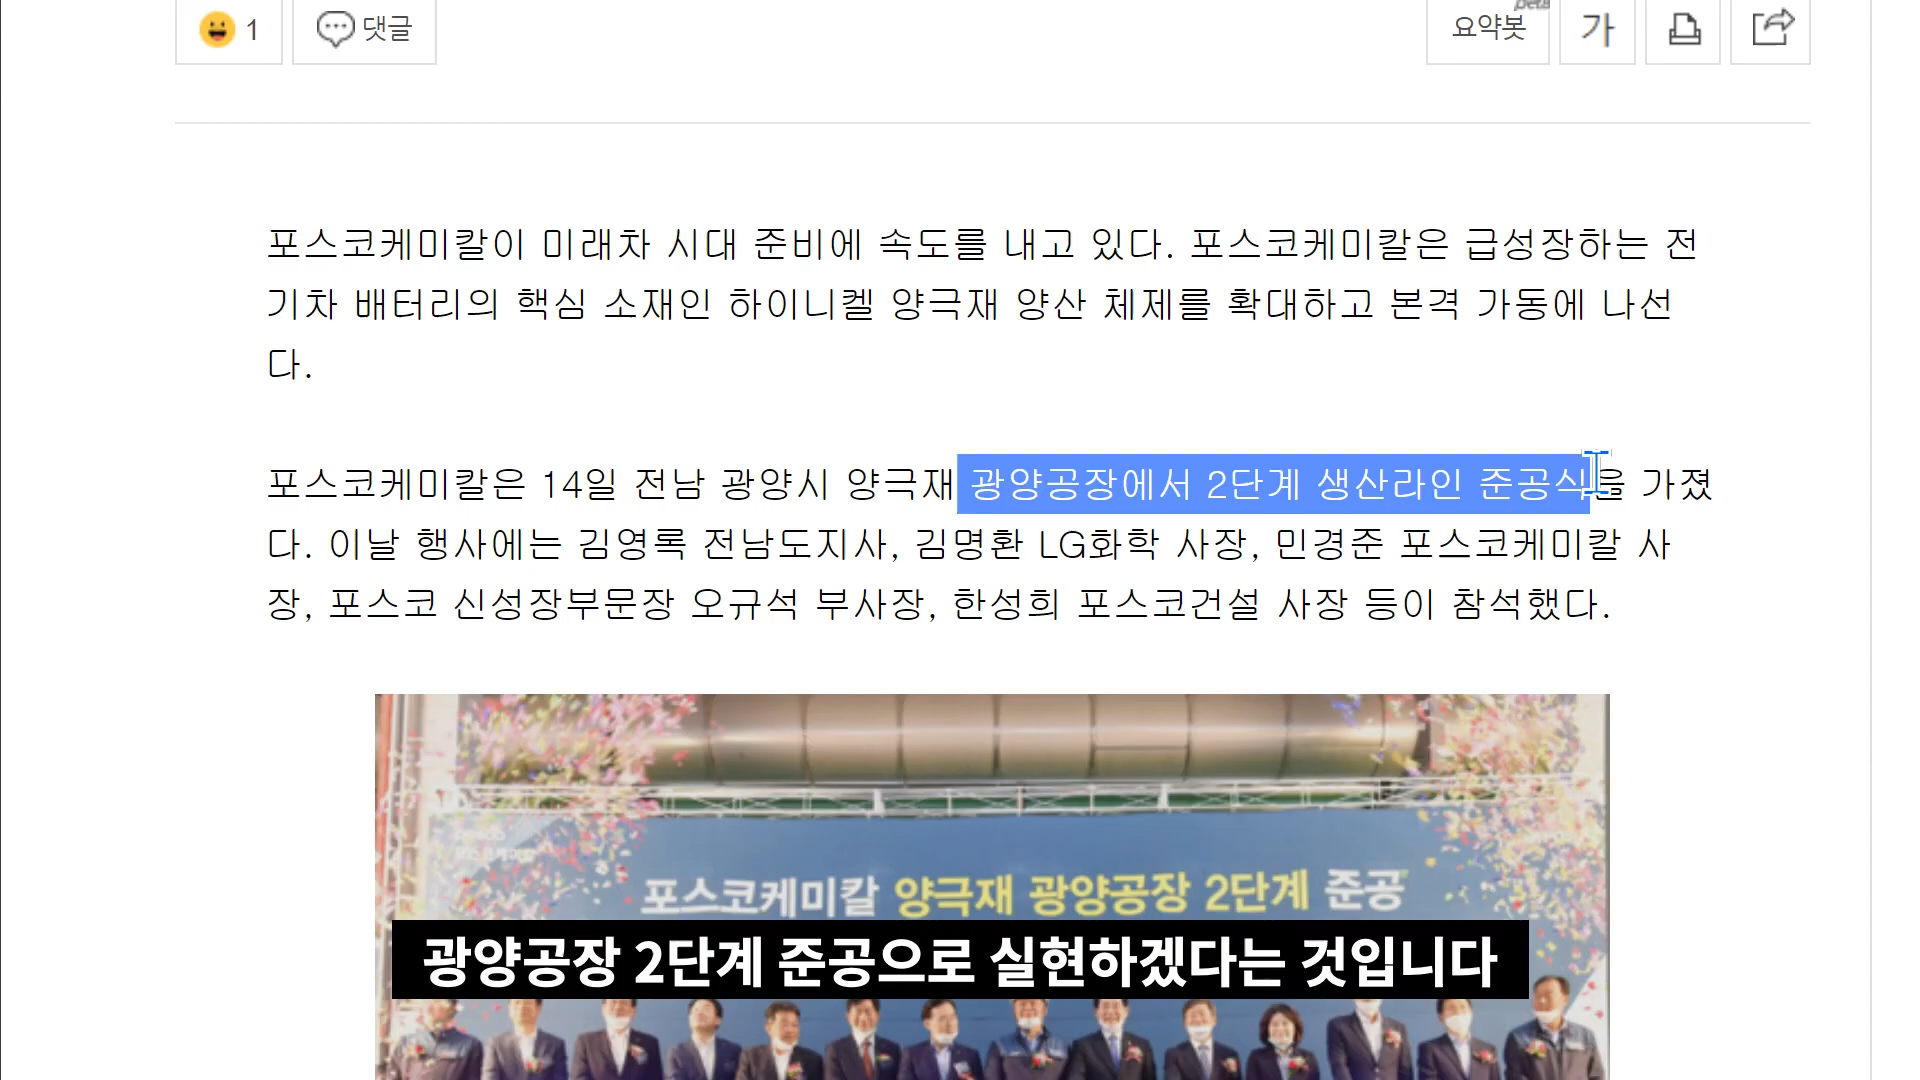 1
댓글
요약봇
beta
가
포스코케미칼이 미래차 시대 준비에 속도를 내고 있다. 포스코케미칼은 급성장하는 전
기차 배터리의 핵심 소재인 하이니켈 양극재 양산 체제를 확대하고 본격 가동에 나선
다.
포스코케미칼은 14일 전남 광양시 양극재 광양공장에서 2단계 생산라인 준공식을 가졌
다. 이날 행사에는 김영록 전남도지사, 김명환 LG화학 사장, 민경준 포스코케미칼 사
장, 포스코 신성장부문장 오규석 부사장, 한성희 포스코건설 사장 등이 참석했다.
포스코케미칼 양극재 광양공장 2단계 준공
광양공장 2단계 준공으로 실현하겠다는 것입니다